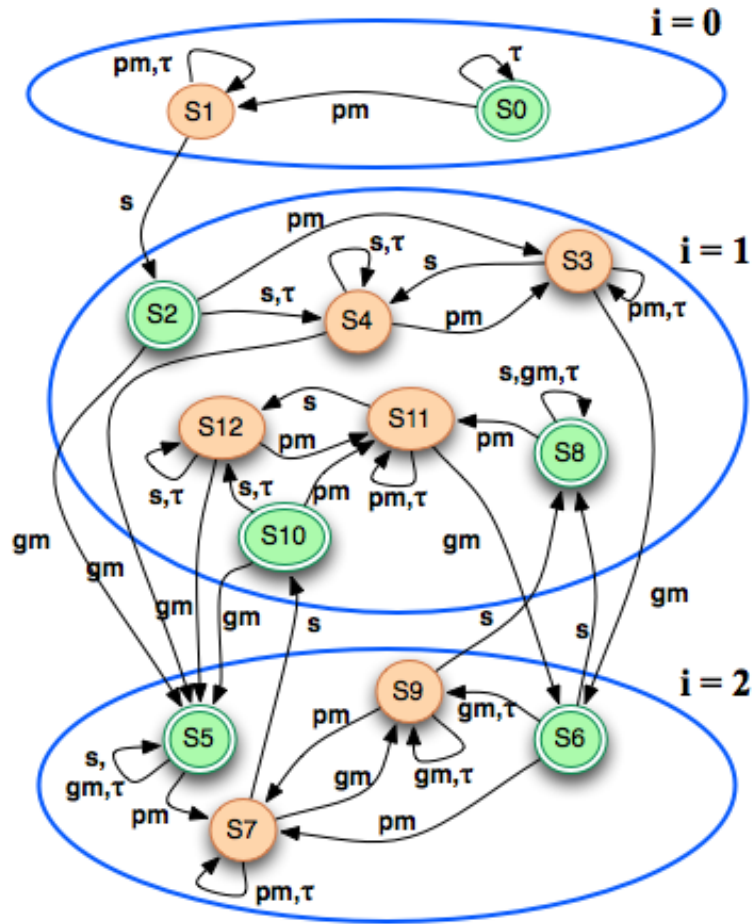 i = 0
pm,τ
τ
S1
S0
pm
s
pm
i = 1
s,τ
s
S3
S2
s,τ
S4
pm
pm,τ
s,gm,τ
s
S12
S11
pm
S8
pm
s,τ
s,τ
pm
pm,τ
S10
gm
gm
gm
gm
gm
gm
s
s
s
i = 2
S9
gm,τ
S5
pm
S6
s,
gm,τ
gm
gm,τ
pm
S7
pm
pm,τ